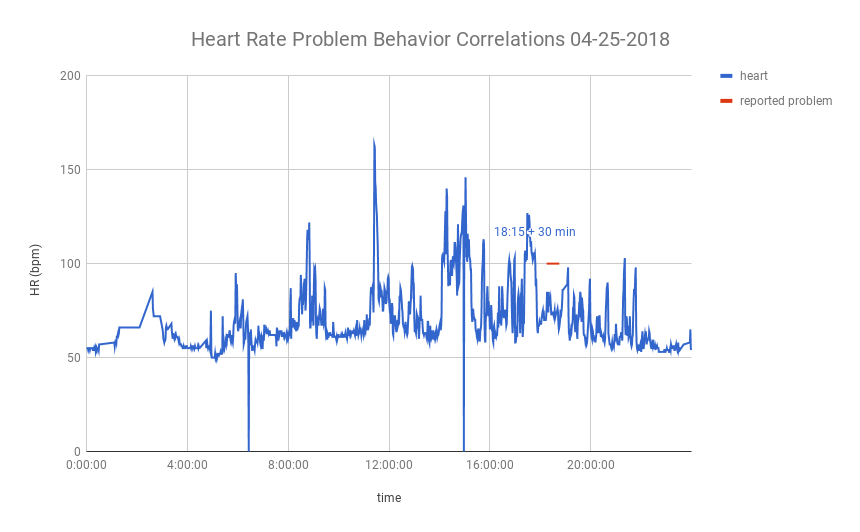 Heart Rate Problem Behavior Correlations 04-25-2018
heart
reported problem
200
150
100
50
0
HR (bpm)
18:15 + 30 min
0:00:00 4:00:00 8:00:00 12:00:00 16:00:00 20:00:00
time